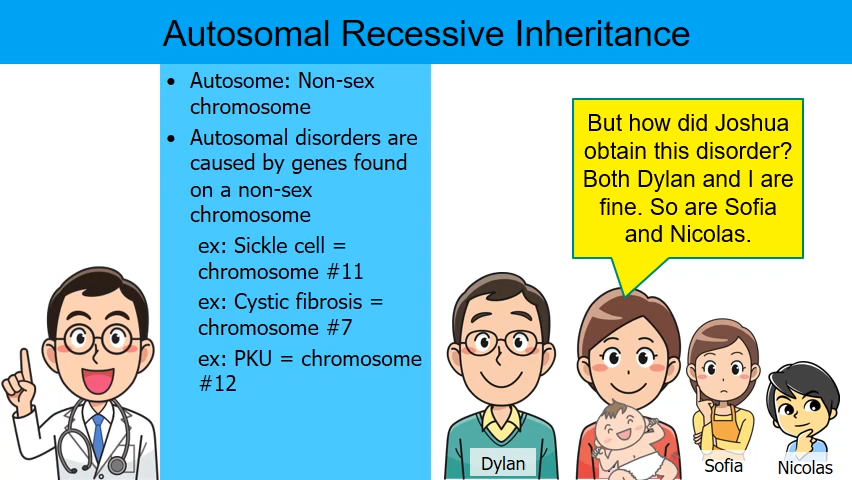 Autosomal Recessive Inheritance
• Autosome: Non-sex
chromosome
• Autosomal disorders are
caused by genes found
on a non-sex
chromosome
ex: Sickle cell =
chromosome #11
ex: Cystic fibrosis =
chromosome #7
ex: PKU = chromosome
#12
But how did Joshua
obtain this disorder?
Both Dylan and I are
fine. So are Sofia
and Nicolas.
Dylan
Sofia
Nicolas